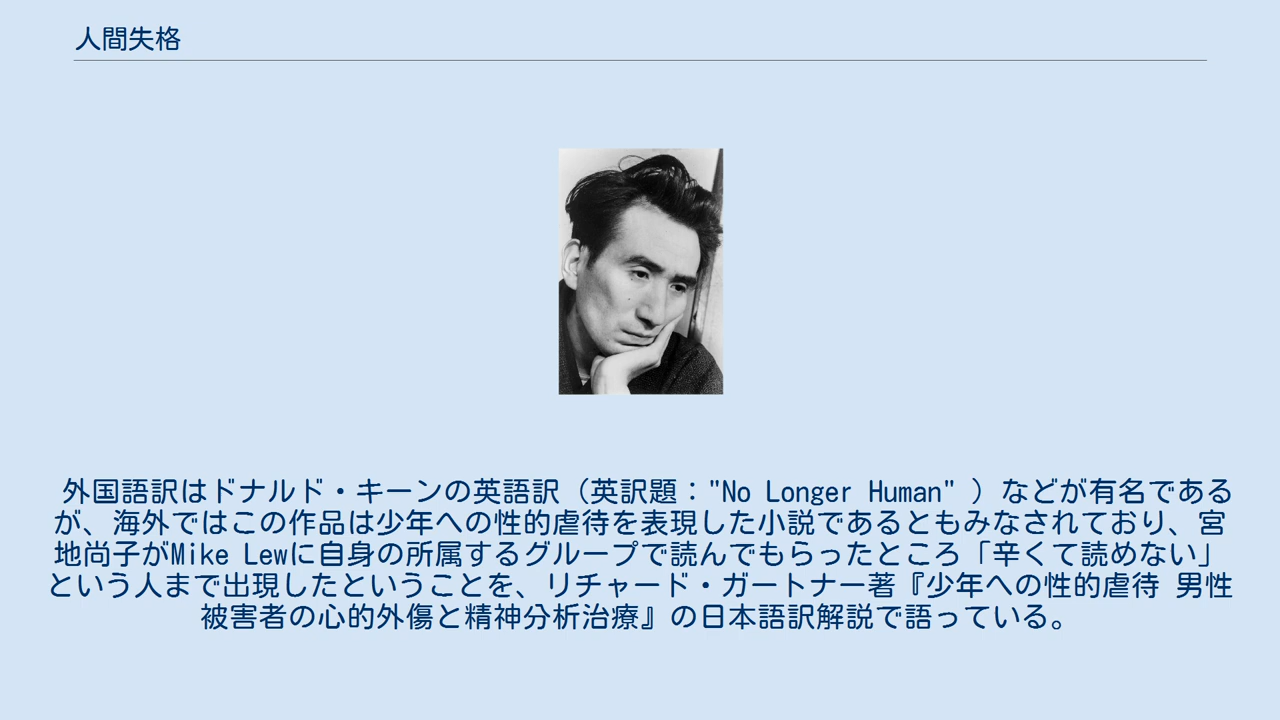 人間失格
外国語訳はドナルド・キーンの英語訳（英訳題："No Longer Human" ）などが有名である
が、海外ではこの作品は少年への性的虐待を表現した小説であるともみなされており、宮
地尚子がMike Lewに自身の所属するグループで読んでもらったところ「辛くて読めない」
という人まで出現したということを、リチャード・ガートナー著『少年への性的虐待 男性
被害者の心的外傷と精神分析治療』の日本語訳解説で語っている。